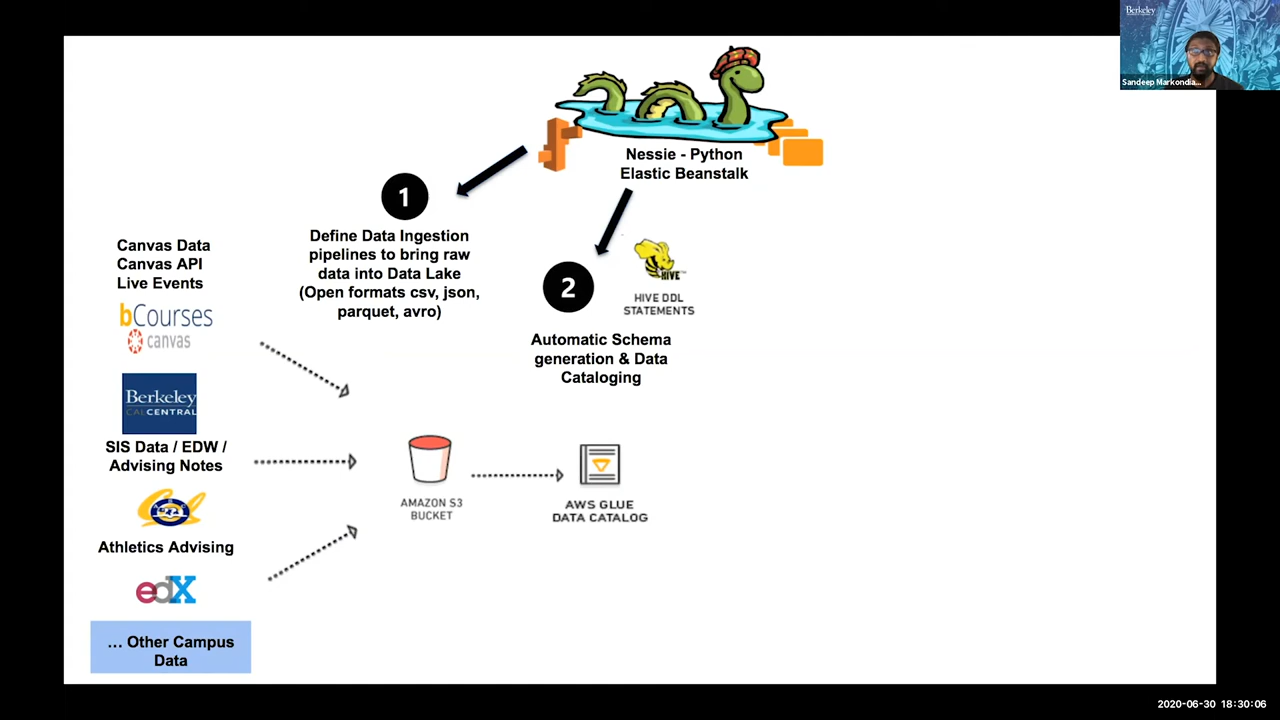 Berkeley
Sandeep Markondia...
Nessie - Python
Elastic Beanstalk
1
Define Data Ingestion
pipelines to bring raw
data into Data Lake
(Open formats csv, json,
parquet, avro)
2
HIVE
HIVE DDL
STATEMENTS
Automatic Schema
generation & Data
Cataloging
Canvas Data
Canvas API
Live Events
bCourses
canvas
Berkeley
CALCENTRAL
SIS Data / EDW /
Advising Notes
Cal
Athletics Advising
edX
... Other Campus
Data
AMAZON S3
BUCKET
AWS GLUE
DATA CATALOG
2020-06-30 18:30:06